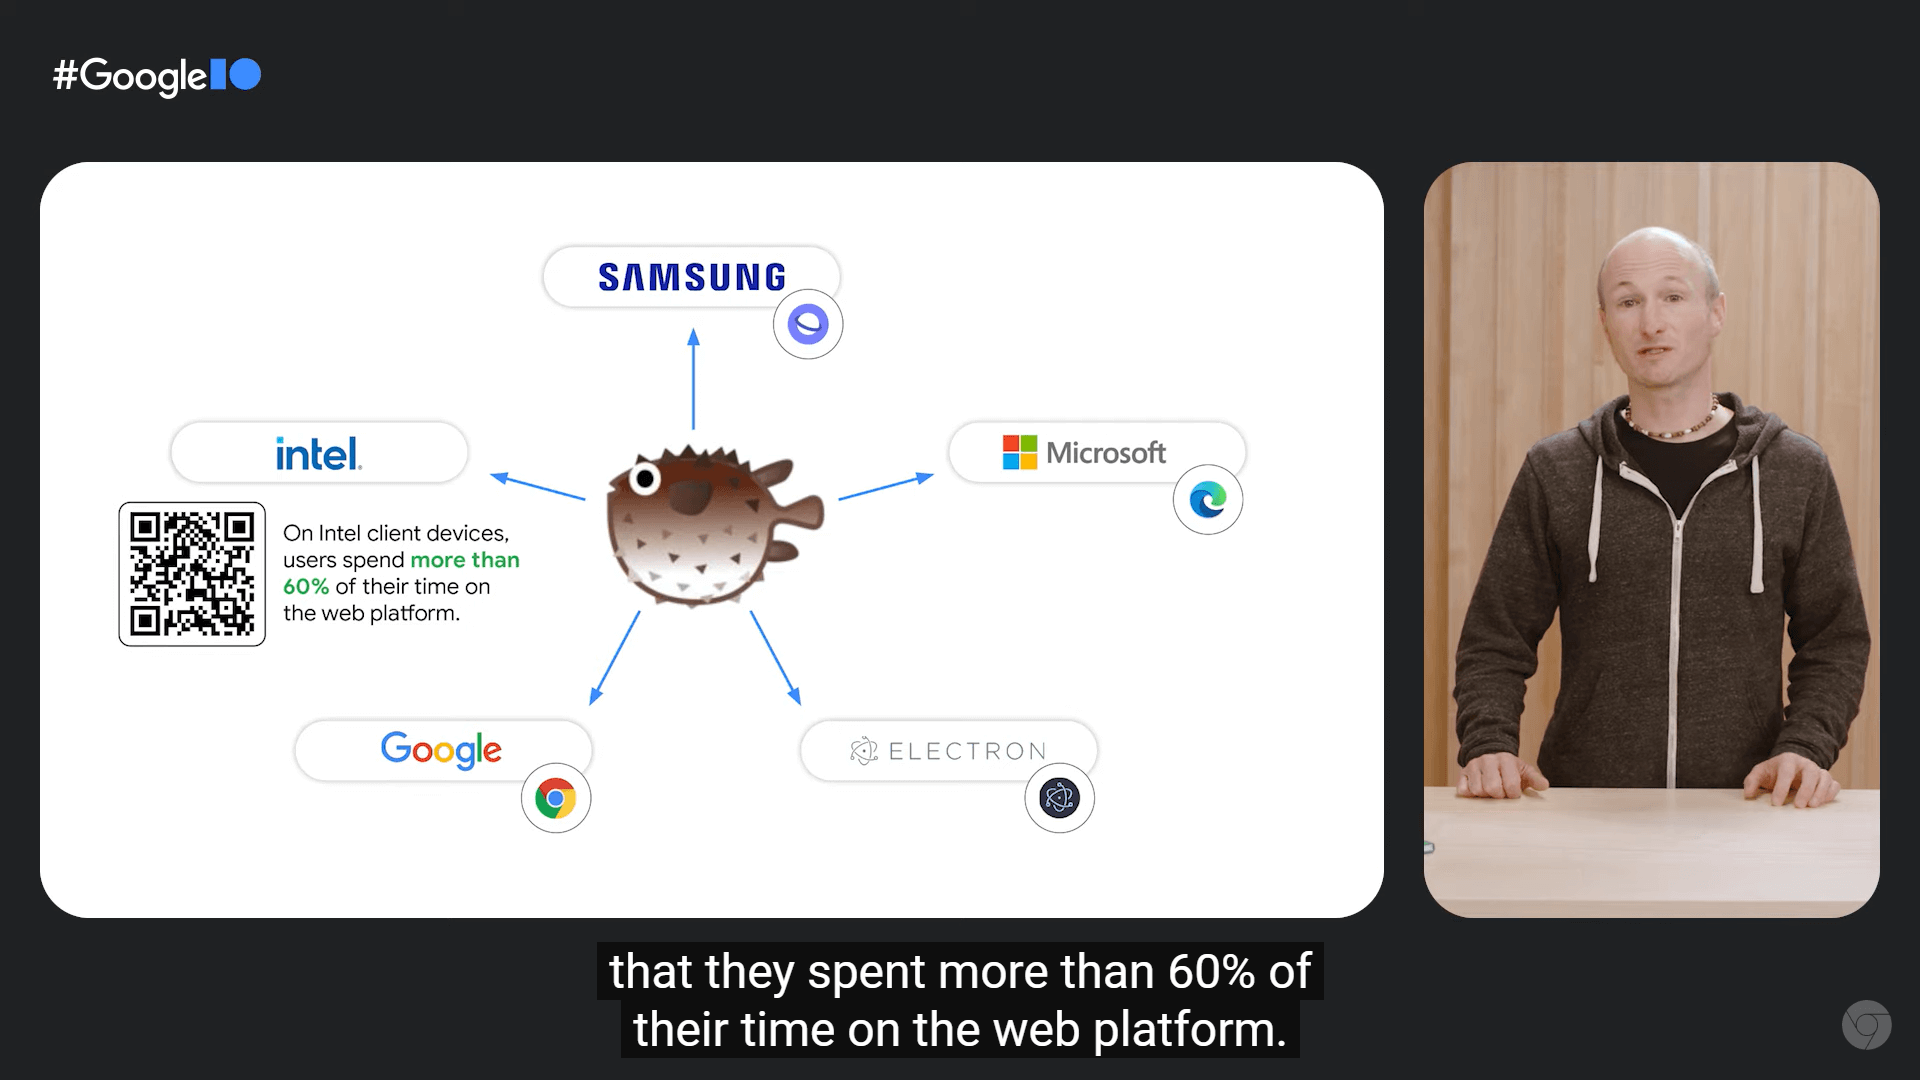 #GoogleIO
SAMSUNG
intel.
Microsoft
On Intel client devices,
users spend more than
60% of their time on
the web platform.
Google
ELECTRON
that they spent more than 60% of
their time on the web platform.